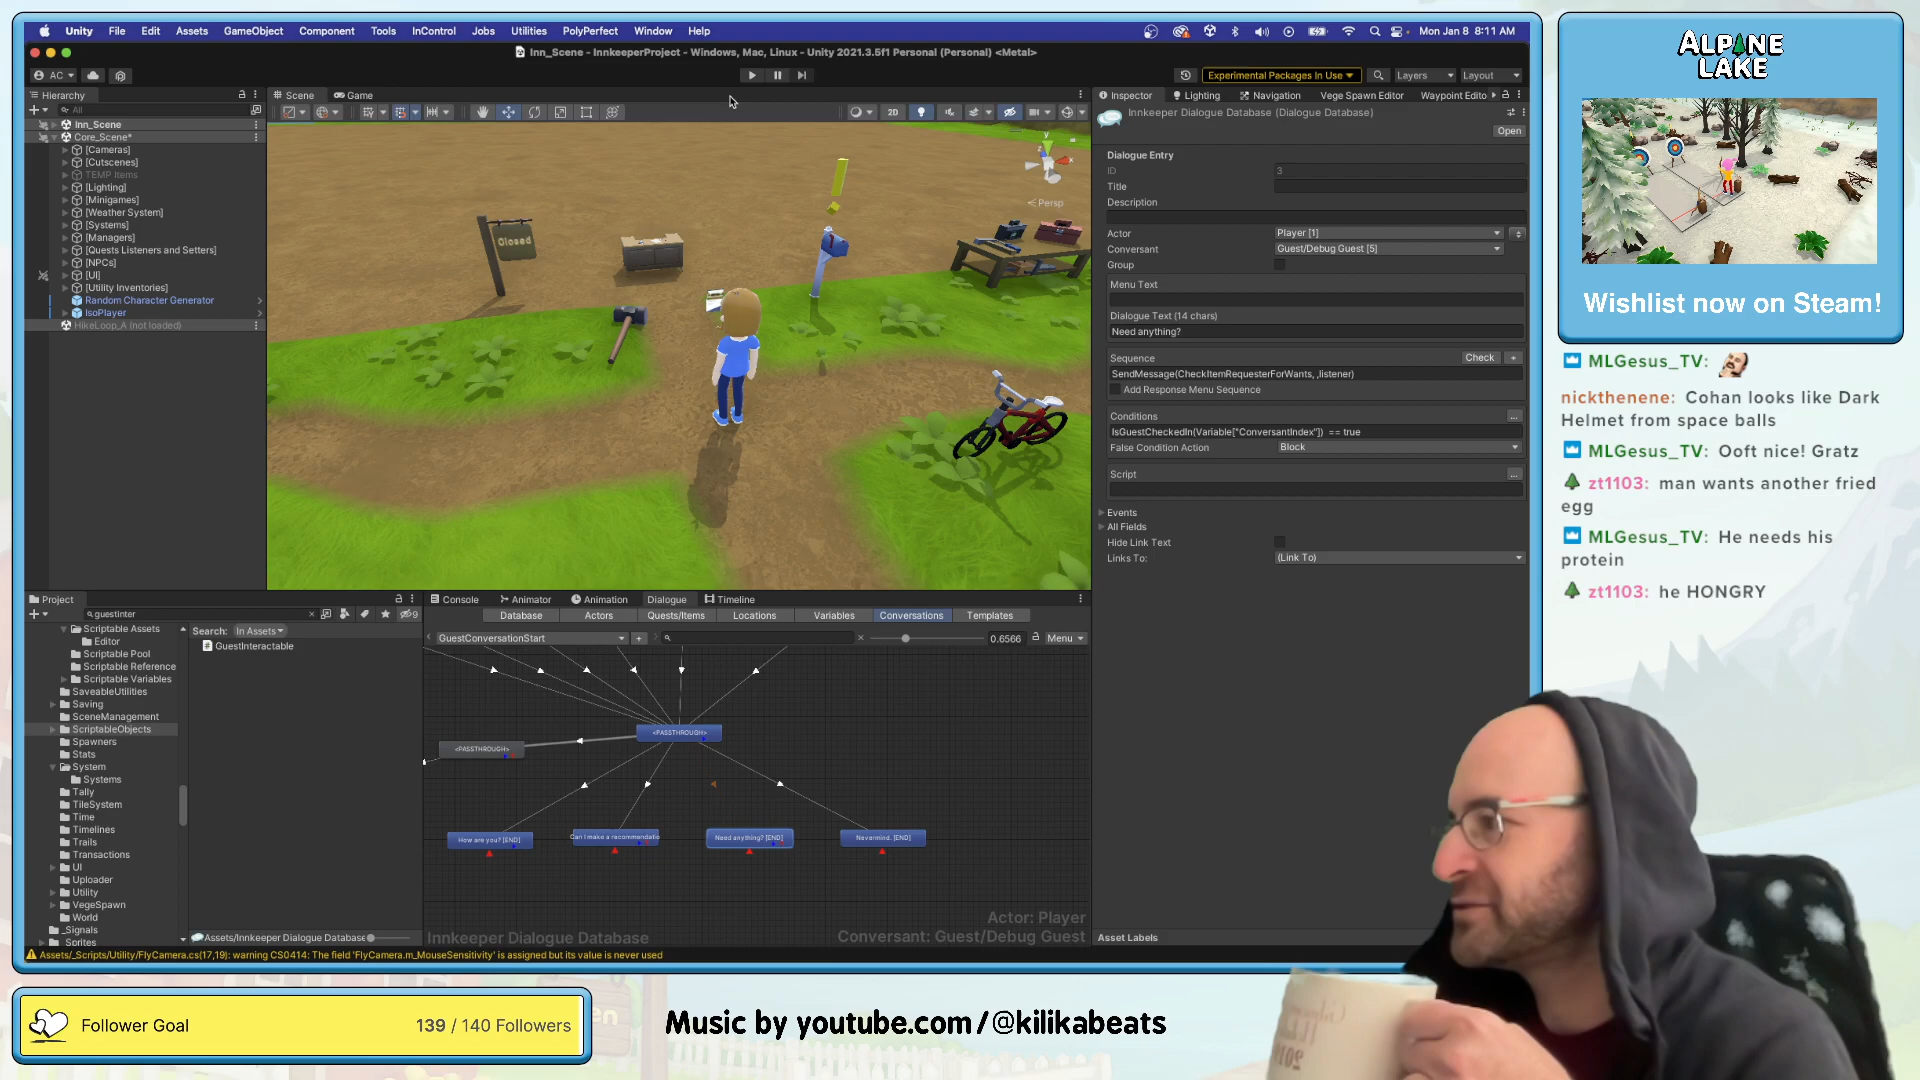 Unity File Edit Assets GameObject Component Tools InControl Jobs Utilities PolyPerfect Window Help
Mon Jan 8 8:11 AM
Inn_Scene - InnkeeperProject - Windows, Mac, Linux - Unity 2021.3.5f1 Personal (Personal) <Metal>
AC
Experimental Packages In Use
Layers
Layout
Hierarchy
All
Inn_Scene
Core_Scene*
[Cameras]
[Cutscenes]
TEMP Items
[Lighting]
[Minigames]
[Weather System]
[Systems]
[Managers]
[Quests Listeners and Setters]
[NPCs]
[UI]
[Utility Inventories]
Random Character Generator
IsoPlayer
HikeLoop_A (not loaded)
Scene Game
2D
y
x
Persp
Closed
Inspector Lighting Navigation Vege Spawn Editor Waypoint Edito
Innkeeper Dialogue Database (Dialogue Database)
Open
Dialogue Entry
ID 3
Title
Description
Actor Player [1]
Conversant Guest/Debug Guest [5]
Group
Menu Text
Dialogue Text (14 chars)
Need anything?
Sequence Check +
SendMessage(CheckItemRequesterForWants, ,listener)
Add Response Menu Sequence
Conditions ...
IsGuestCheckedIn(Variable["ConversantIndex"]) == true
False Condition Action Block
Script ...
Events
All Fields
Hide Link Text
Links To: (Link To)
Asset Labels
Project
guestinter
9
Scriptable Assets
Editor
Scriptable Pool
Scriptable Reference
Scriptable Variables
SaveableUtilities
Saving
SceneManagement
ScriptableObjects
Spawners
Stats
System
Systems
Tally
TileSystem
Time
Timelines
Trails
Transactions
UI
Uploader
Utility
VegeSpawn
World
_Signals
Sprites
Search: In Assets
GuestInteractable
Assets/Innkeeper Dialogue Database
Console Animator Animation Dialogue Timeline
Database Actors Quests/Items Locations Variables Conversations Templates
GuestConversationStart + 0.6566 Menu
<PASSTHROUGH>
<PASSTHROUGH>
How are you? [END]
Can I make a recommendatio
Need anything? [END]
Nevermind. [END]
Actor: Player
Innkeeper Dialogue Database
Conversant: Guest/Debug Guest
Assets/_Scripts/Utility/FlyCamera.cs(17,19): warning CS0414: The field 'FlyCamera.m_MouseSensitivity' is assigned but its value is never used
ALPINE
LAKE
Wishlist now on Steam!
MLGesus_TV:
nickthenene: Cohan looks like Dark
Helmet from space balls
MLGesus_TV: Ooft nice! Gratz
zt1103: man wants another fried
egg
MLGesus_TV: He needs his
protein
zt1103: he HONGRY
Follower Goal 139 / 140 Followers
Music by youtube.com/@kilikabeats